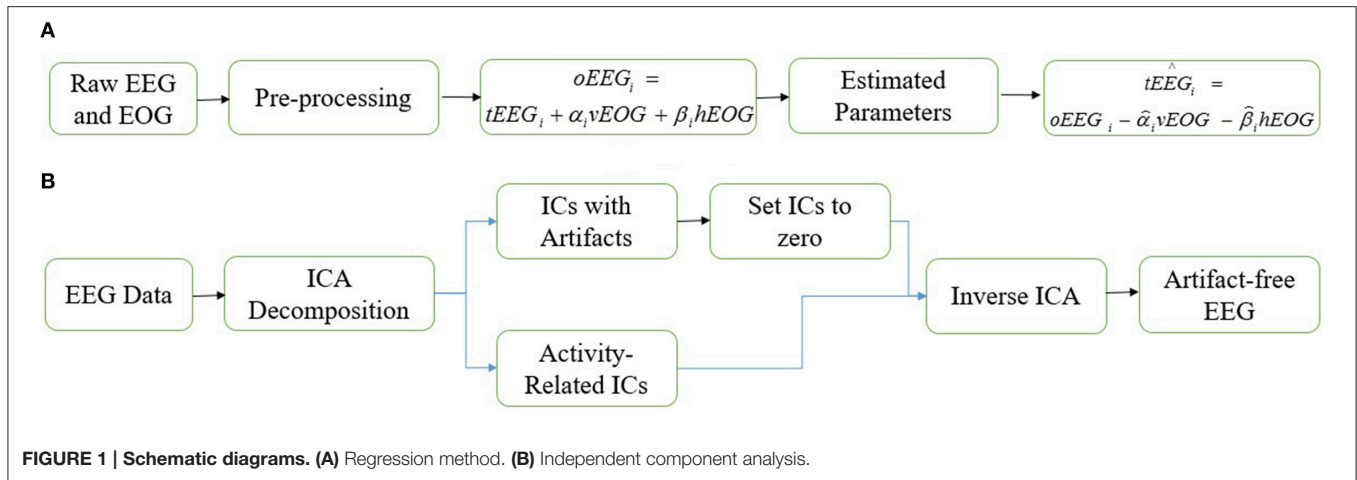 A
Raw EEG
and EOG
Pre-processing
oEEG_i =
tEEG_i + α_i vEOG + β_i hEOG
Estimated
Parameters
tÊEG_i =
oEEG_i − α̂_i vEOG − β̂_i hEOG
B
EEG Data
ICA
Decomposition
ICs with
Artifacts
Set ICs to
zero
Activity-
Related ICs
Inverse ICA
Artifact-free
EEG
FIGURE 1 | Schematic diagrams. (A) Regression method. (B) Independent component analysis.